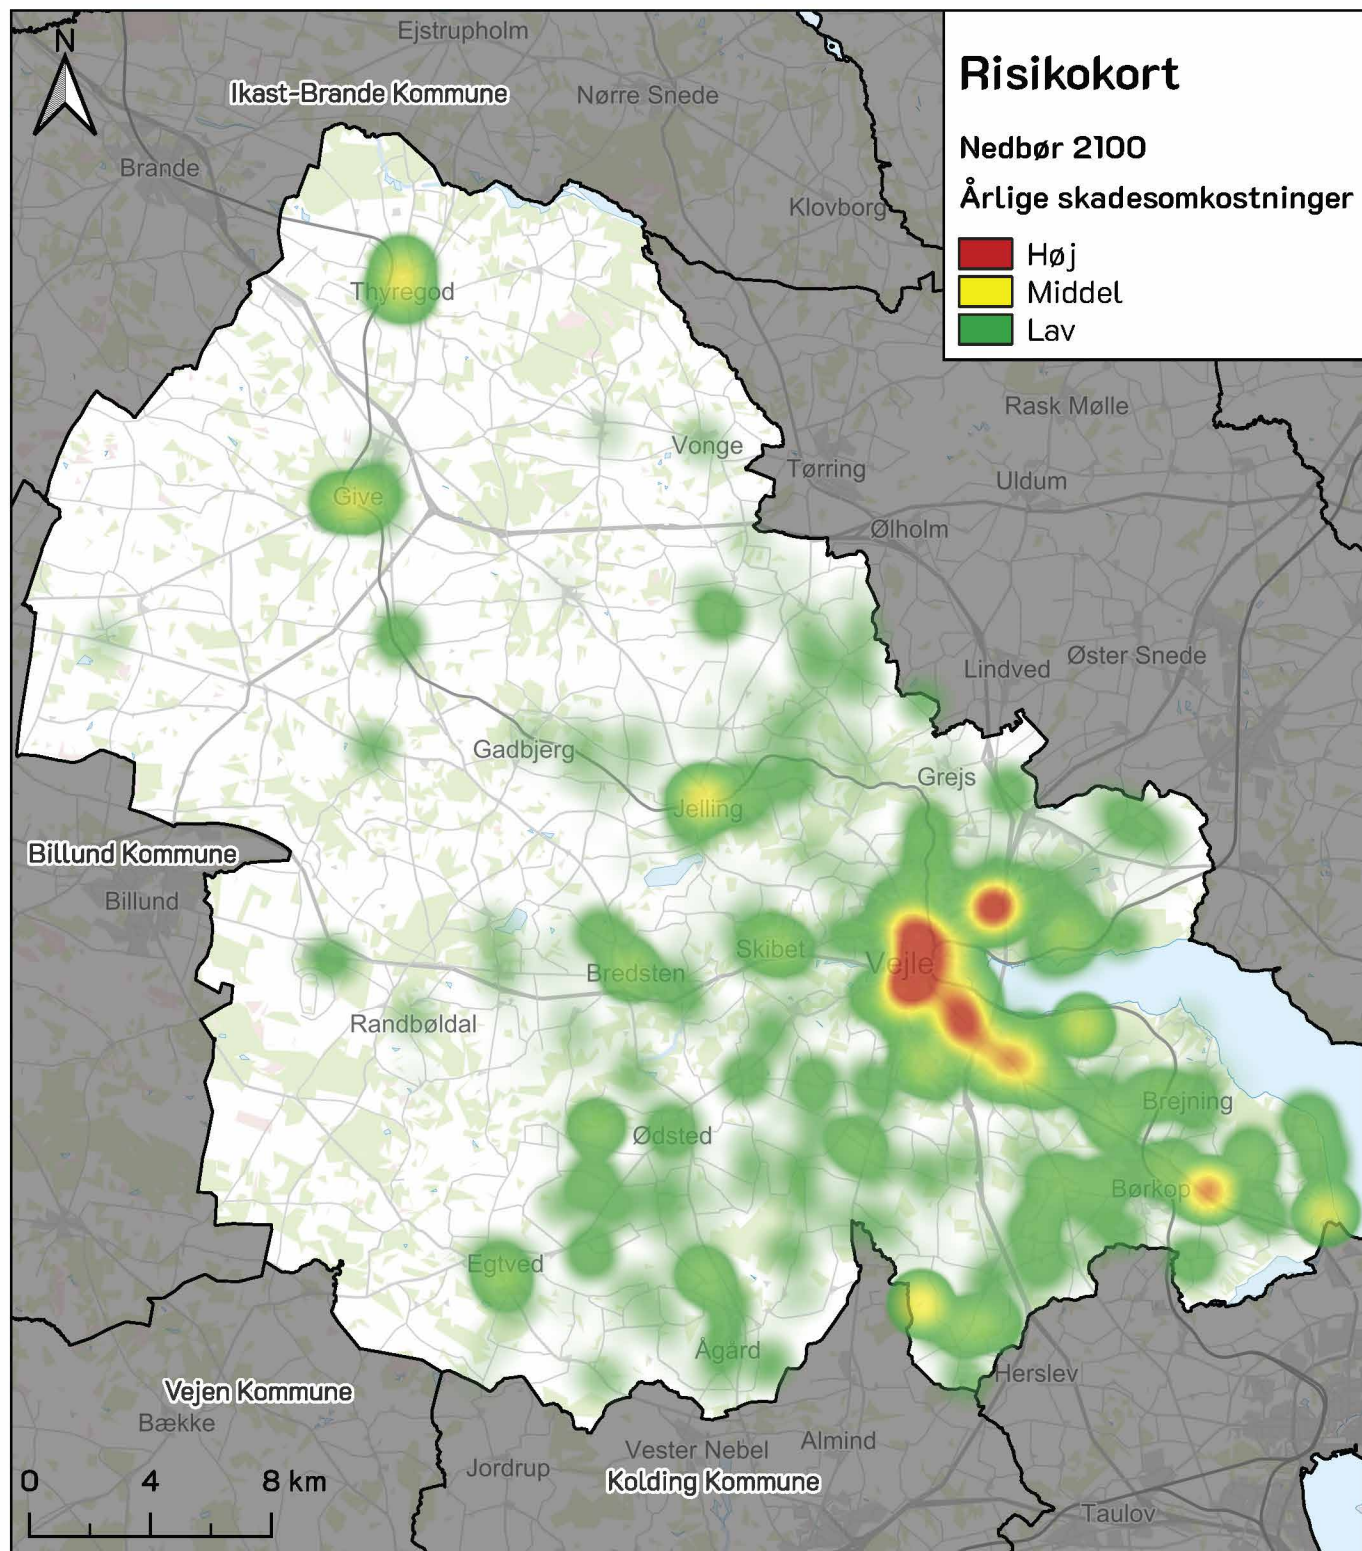 N
Ejstrupholm
Ikast-Brande Kommune
Nørre Snede
Brande
Klovborg
Risikokort
Nedbør 2100
Årlige skadesomkostninger
Høj
Middel
Lav
Thyregod
Rask Mølle
Vonge
Tørring
Uldum
Give
Ølholm
Lindved
Øster Snede
Gadbjerg
Grejs
Jelling
Billund Kommune
Billund
Skibet
Vejle
Bredsten
Randbøldal
Brejning
Ødsted
Børkop
Egtved
Ågård
Herslev
Vejen Kommune
Bække
Almind
Vester Nebel
Jordrup
Kolding Kommune
Taulov
0 4 8 km